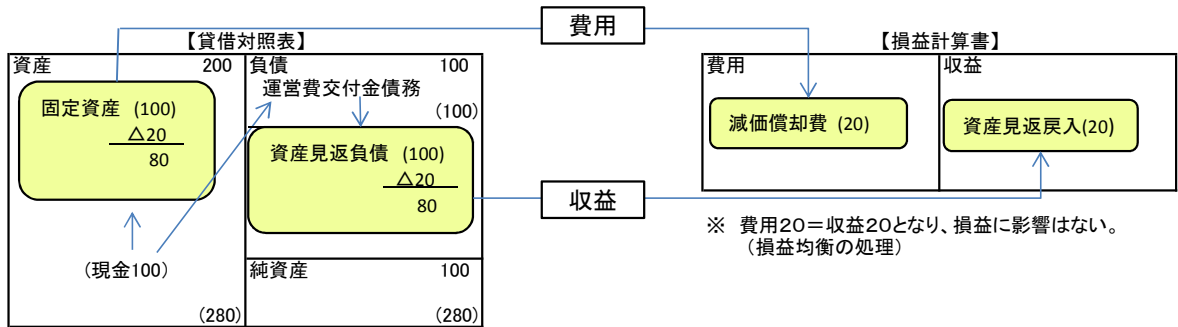 費用
【貸借対照表】
資産 200
固定資産 (100)
△20
80
(現金100)
(280)
負債 100
運営費交付金債務
(100)
資産見返負債 (100)
△20
80
純資産 100
(280)
収益
【損益計算書】
費用
減価償却費 (20)
収益
資産見返戻入(20)
※ 費用20=収益20となり、損益に影響はない。
(損益均衡の処理)